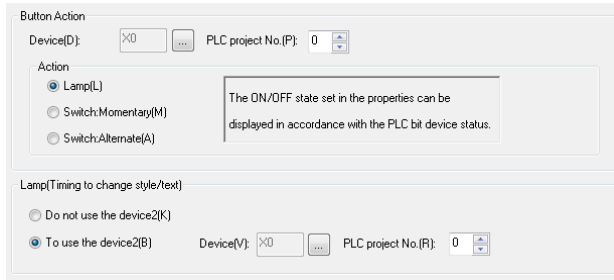 Button Action
Device(D): X0 ... PLC project No.(P): 0
Action
Lamp(L)
Switch:Momentary(M)
Switch:Alternate(A)
The ON/OFF state set in the properties can be
displayed in accordance with the PLC bit device status.
Lamp(Timing to change style/text)
Do not use the device2(K)
To use the device2(B) Device(V): X0 ... PLC project No.(R): 0